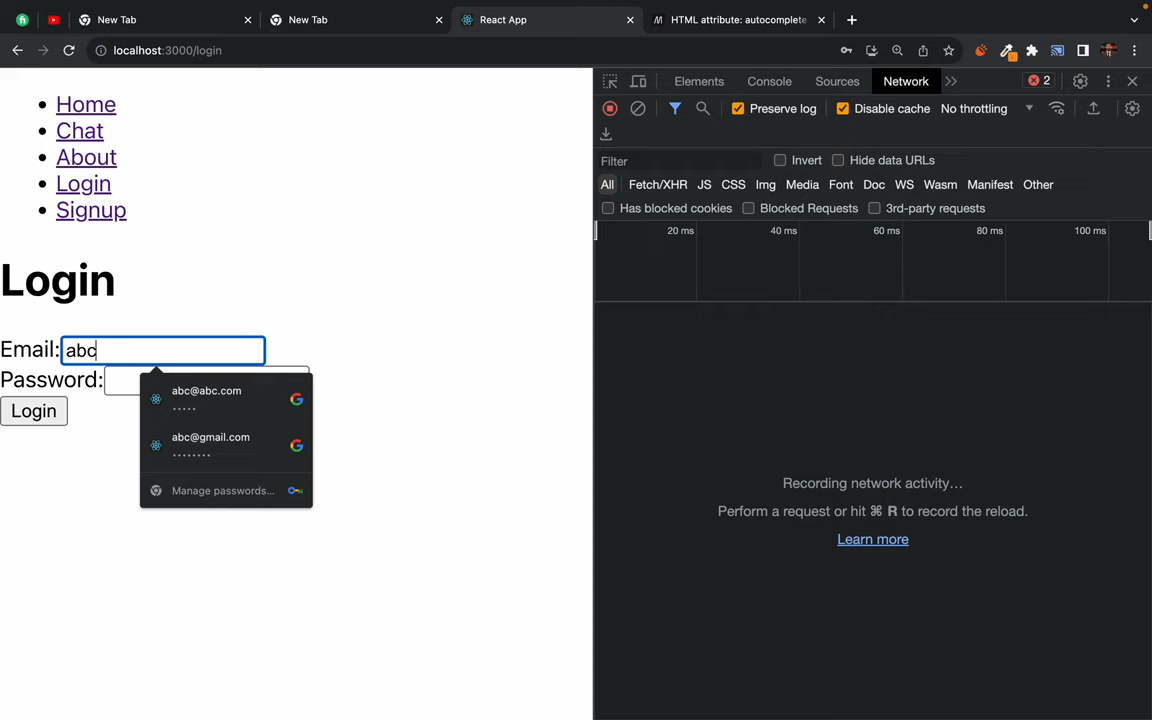 New Tab
New Tab
React App
HTML attribute: autocomplete
localhost:3000/login
Home
Chat
About
Login
Signup
Login
Email: abc
Password:
Login
abc@abc.com
•••••
abc@gmail.com
••••••••
Manage passwords...
Elements
Console
Sources
Network
2
Preserve log
Disable cache
No throttling
Filter
Invert
Hide data URLs
All
Fetch/XHR
JS
CSS
Img
Media
Font
Doc
WS
Wasm
Manifest
Other
Has blocked cookies
Blocked Requests
3rd-party requests
20 ms
40 ms
60 ms
80 ms
100 ms
Recording network activity…
Perform a request or hit ⌘ R to record the reload.
Learn more